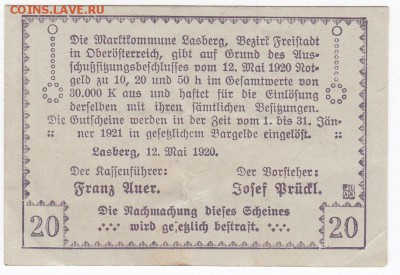 COINS.ЛАВЕ.RU
Die Marktkommune Lasberg, Bezirk Freistadt
in Oberösterreich, gibt auf Grund des Aus-
schußsitzungsbeschlusses vom 12. Mai 1920 Not-
geld zu 10, 20 und 50 h im Gesamtwerte von
30.000 K aus und haftet für die Einlösung
derselben mit ihren sämtlichen Besitzungen.
Die Gutscheine werden in der Zeit vom 1. bis 31. Jän-
ner 1921 in gesetzlichem Bargelde eingelöst.
Lasberg, 12. Mai 1920.
Der Kassenführer: Der Vorsteher:
Franz Auer. Josef Prückl.
20 Die Nachmachung dieses Scheines 20
wird gesetzlich bestraft.